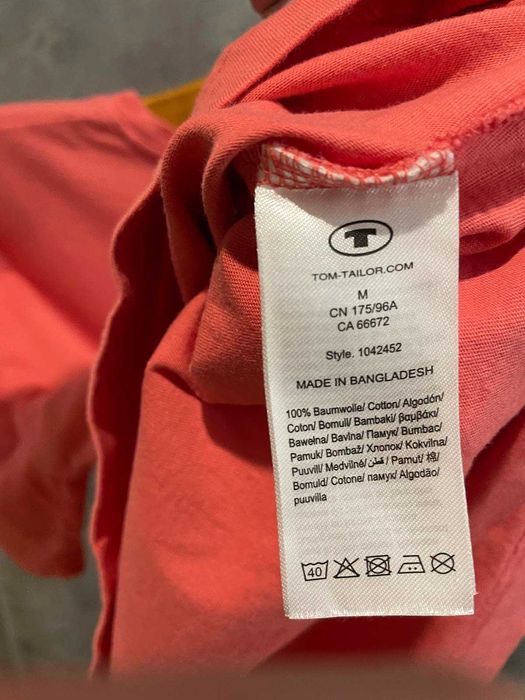 T
TOM-TAILOR.COM
M
CN 175/96A
CA 66672
Style. 1042452
MADE IN BANGLADESH
100% Baumwolle/ Cotton/ Algodón/
Coton/ Bomull/ Bambaki/ βαμβάκι/
Bawełna/ Bavlna/ Памук/ Bumbac/
Pamuk/ Bombaž/ Хлопок/ Kokvilna/
Puuvill/ Medvilnė/ قطن/ Pamut/ 棉/
Bomuld/ Cotone/ памук/ Algodão/
puuvilla
40